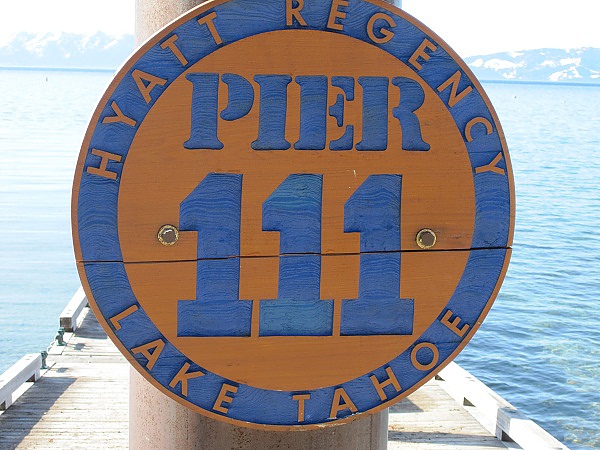 HYATT REGENCY
PIER
111
LAKE TAHOE